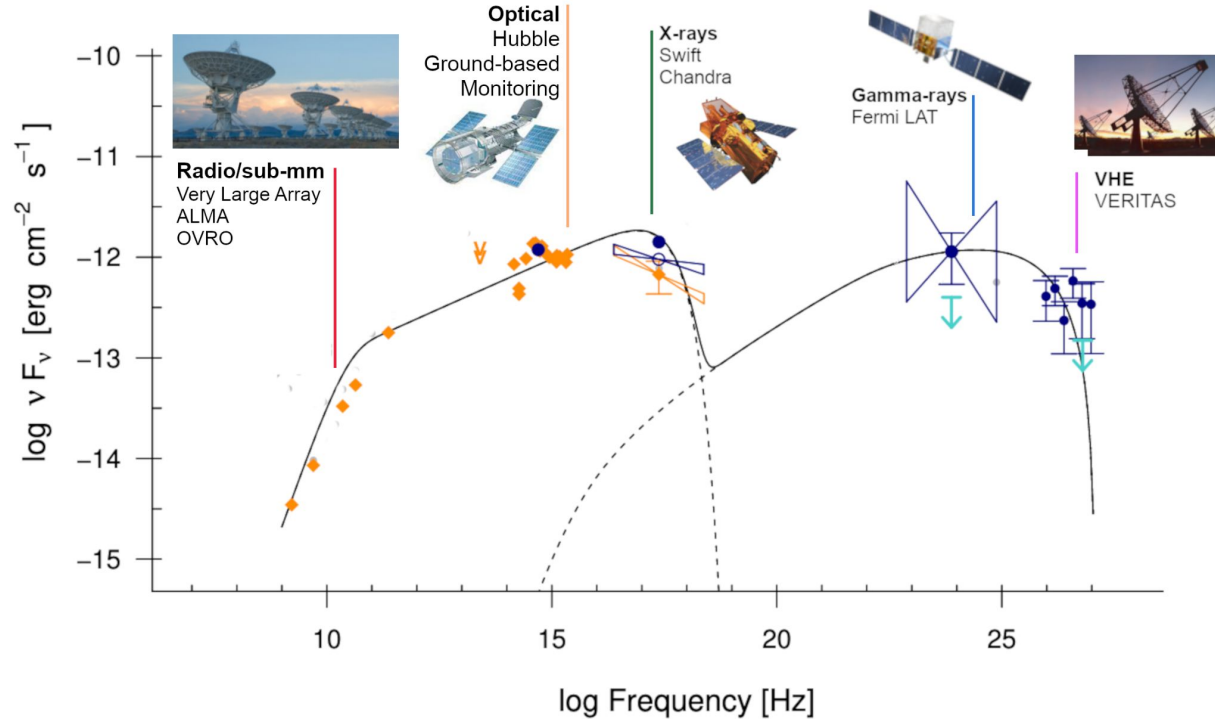 Optical
Hubble
Ground-based
Monitoring
X-rays
Swift
Chandra
Gamma-rays
Fermi LAT
Radio/sub-mm
Very Large Array
ALMA
OVRO
VHE
VERITAS
log ν Fν [erg cm−2 s−1]
−10
−11
−12
−13
−14
−15
10
15
20
25
log Frequency [Hz]